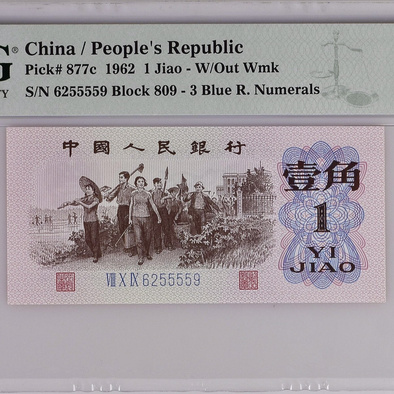 G® China / People's Republic
Pick# 877c 1962 1 Jiao - W/Out Wmk
TY S/N 6255559 Block 809 - 3 Blue R. Numerals
中國人民銀行
壹角
1
YI
JIAO
Ⅷ Ⅹ Ⅸ 6255559